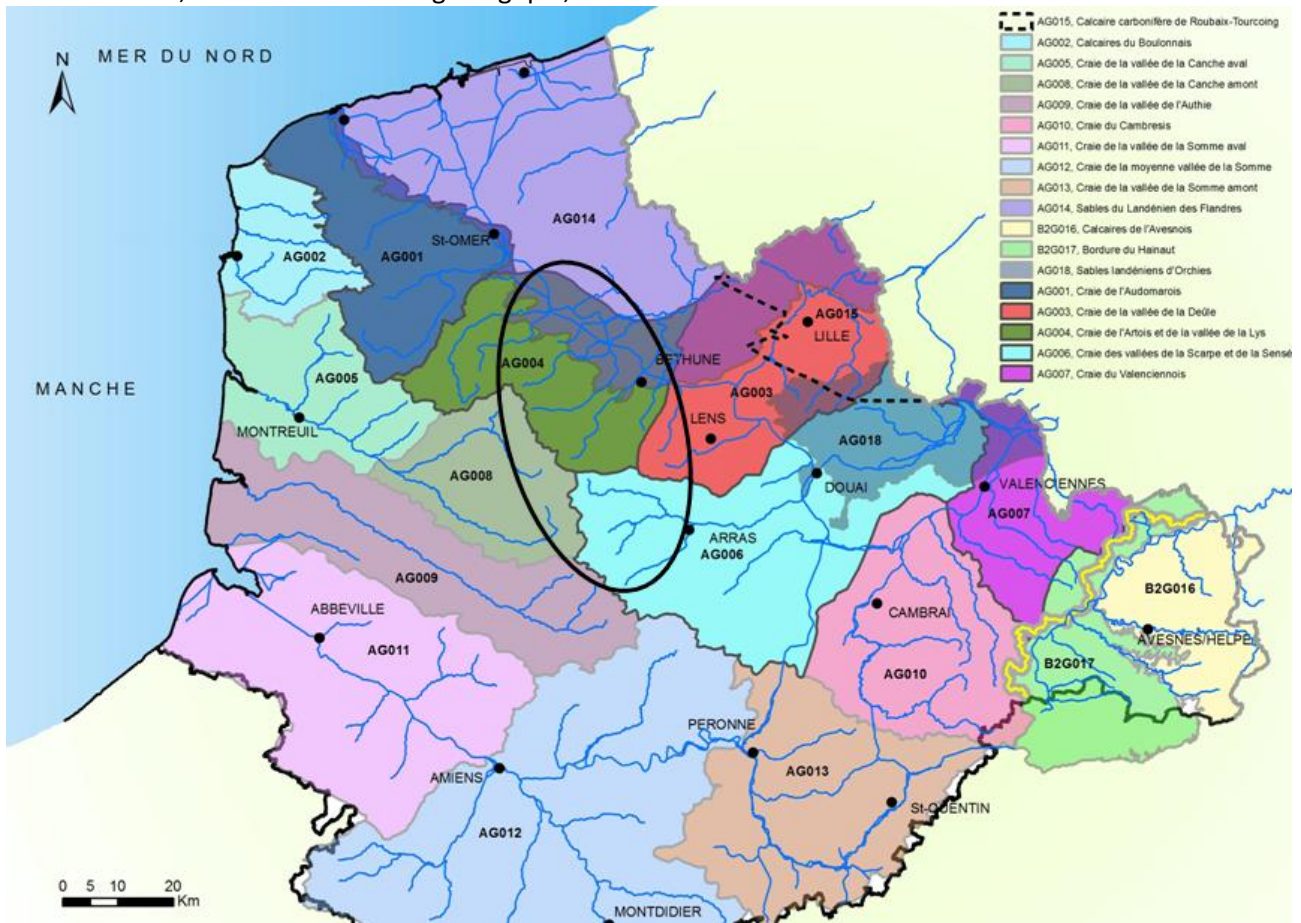 AG015, Calcaire carbonifère de Roubaix-Tourcoing
AG002, Calcaires du Boulonnais
AG005, Craie de la vallée de la Canche aval
AG008, Craie de la vallée de la Canche amont
AG009, Craie de la vallée de l'Authie
AG010, Craie du Cambresis
AG011, Craie de la vallée de la Somme aval
AG012, Craie de la moyenne vallée de la Somme
AG013, Craie de la vallée de la Somme amont
AG014, Sables du Landénien des Flandres
B2G016, Calcaires de l'Avesnois
B2G017, Bordure du Hainaut
AG018, Sables landéniens d'Orchies
AG001, Craie de l'Audomarois
AG003, Craie de la vallée de la Deûle
AG004, Craie de l'Artois et de la vallée de la Lys
AG006, Craie des vallées de la Scarpe et de la Sensé
AG007, Craie du Valenciennois
MER DU NORD
N
AG014
St-OMER
AG002
AG001
AG015
LILLE
BETHUNE
AG004
AG005
MANCHE
AG003
MONTREUIL
LENS
AG018
AG008
DOUAI
VALENCIENNES
AG007
ARRAS
AG006
AG009
B2G016
ABBEVILLE
CAMBRAI
AVESNES/HELPE
AG011
B2G017
AG010
PERONNE
AG013
AMIENS
St-QUENTIN
AG012
0 5 10 20
Km
MONTDIDIER